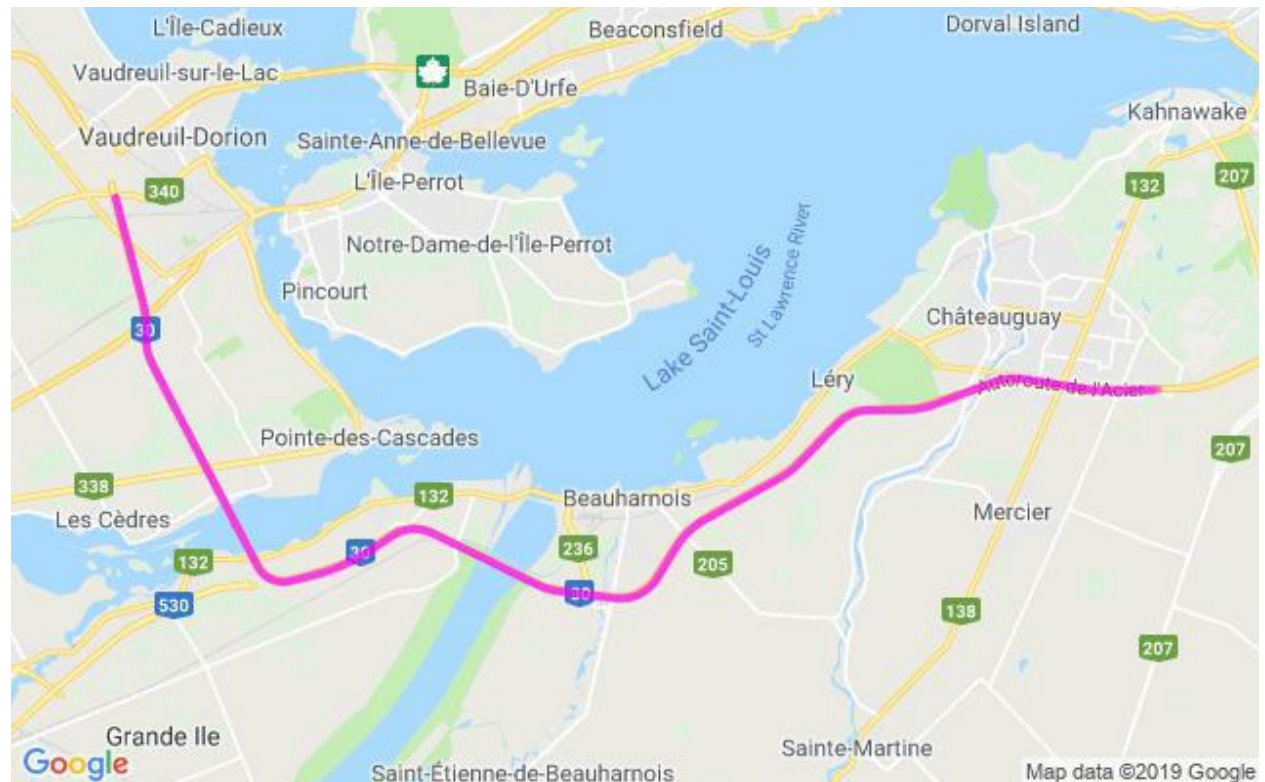 L'Île-Cadieux
Beaconsfield
Dorval Island
Vaudreuil-sur-le-Lac
Baie-D'Urfe
Kahnawake
Vaudreuil-Dorion
Sainte-Anne-de-Bellevue
340
L'Île-Perrot
132
207
Notre-Dame-de-l'Île-Perrot
Pincourt
Lake Saint-Louis
St Lawrence River
30
Châteauguay
Léry
Autoroute de l'Acier
Pointe-des-Cascades
207
338
132
Beauharnois
Les Cèdres
Mercier
132
30
236
205
530
30
138
207
Grande Ile
Sainte-Martine
Saint-Étienne-de-Beauharnois
Google
Map data ©2019 Google